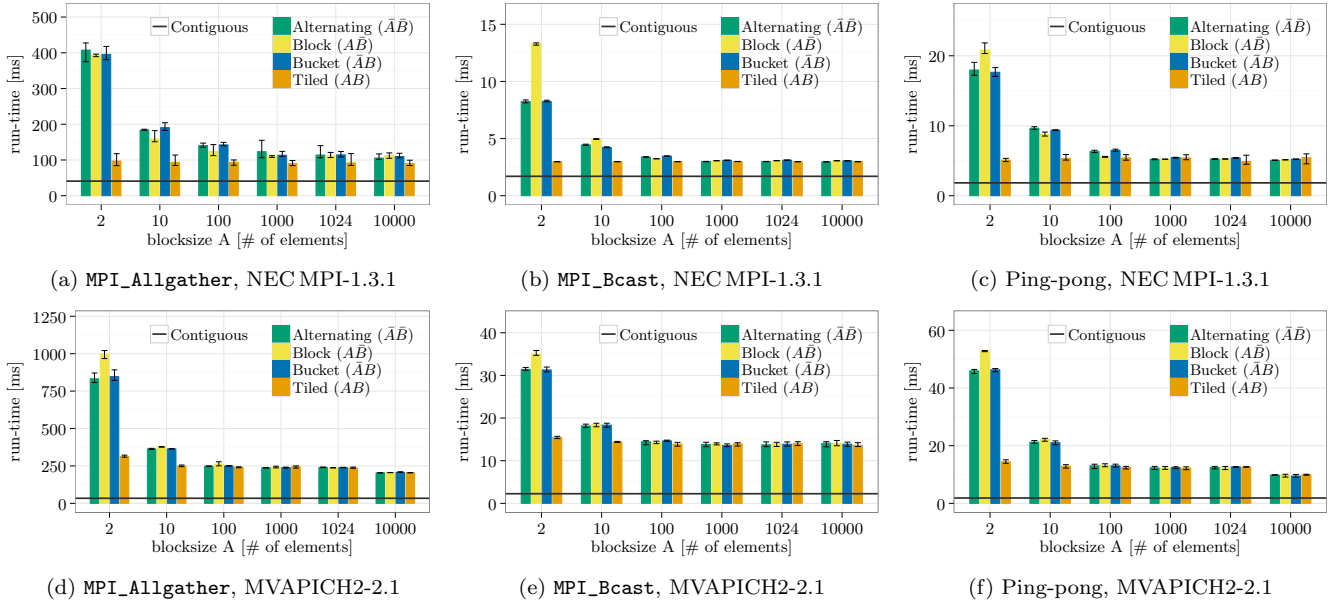 Contiguous
Alternating (ĀB̄)
Block (AB̄)
Bucket (ĀB)
Tiled (AB)
run-time [ms]
500
400
300
200
100
0
2 10 100 1000 1024 10000
blocksize A [# of elements]
(a) MPI_Allgather, NEC MPI-1.3.1
Contiguous
Alternating (ĀB̄)
Block (AB̄)
Bucket (ĀB)
Tiled (AB)
run-time [ms]
15
10
5
0
2 10 100 1000 1024 10000
blocksize A [# of elements]
(b) MPI_Bcast, NEC MPI-1.3.1
Contiguous
Alternating (ĀB̄)
Block (AB̄)
Bucket (ĀB)
Tiled (AB)
run-time [ms]
20
10
0
2 10 100 1000 1024 10000
blocksize A [# of elements]
(c) Ping-pong, NEC MPI-1.3.1
Contiguous
Alternating (ĀB̄)
Block (AB̄)
Bucket (ĀB)
Tiled (AB)
run-time [ms]
1250
1000
750
500
250
0
2 10 100 1000 1024 10000
blocksize A [# of elements]
(d) MPI_Allgather, MVAPICH2-2.1
Contiguous
Alternating (ĀB̄)
Block (AB̄)
Bucket (ĀB)
Tiled (AB)
run-time [ms]
40
30
20
10
0
2 10 100 1000 1024 10000
blocksize A [# of elements]
(e) MPI_Bcast, MVAPICH2-2.1
Contiguous
Alternating (ĀB̄)
Block (AB̄)
Bucket (ĀB)
Tiled (AB)
run-time [ms]
60
40
20
0
2 10 100 1000 1024 10000
blocksize A [# of elements]
(f) Ping-pong, MVAPICH2-2.1